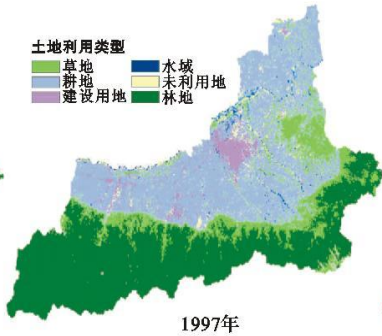 土地利用类型
草地 水域
耕地 未利用地
建设用地 林地
1997年